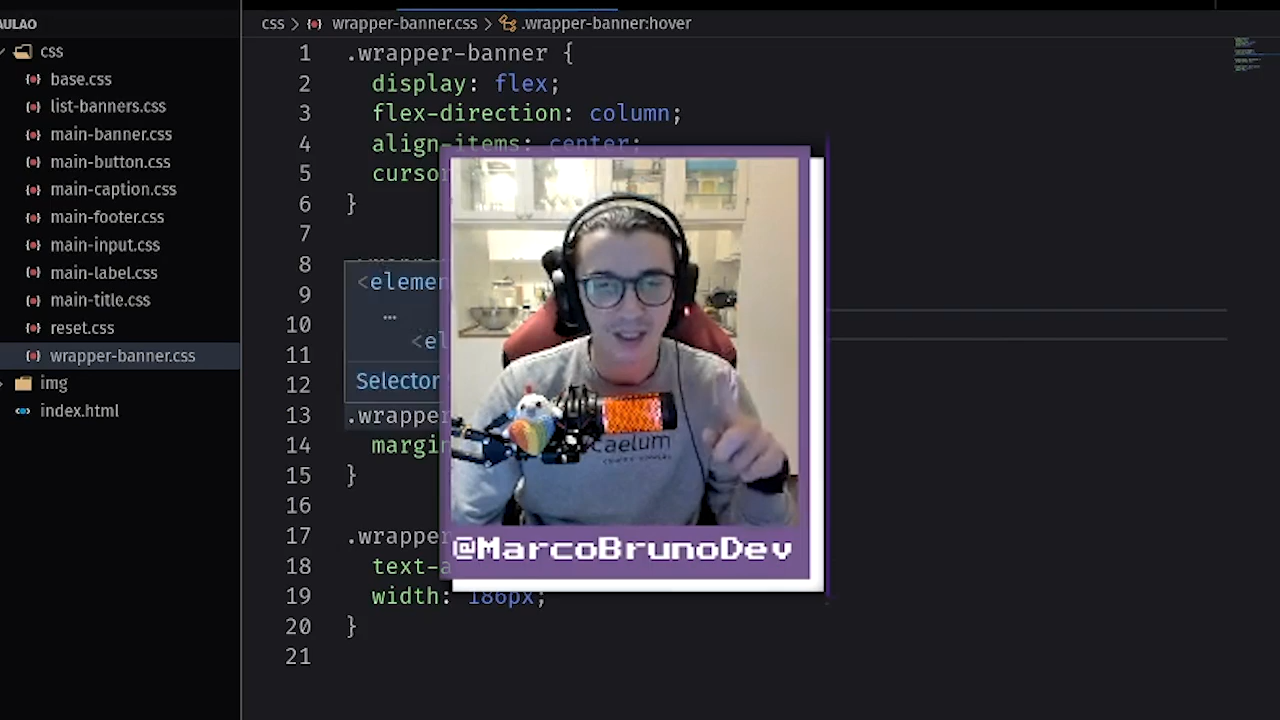 AULAO
css
base.css
list-banners.css
main-banner.css
main-button.css
main-caption.css
main-footer.css
main-input.css
main-label.css
main-title.css
reset.css
wrapper-banner.css
img
index.html
css > wrapper-banner.css > .wrapper-banner:hover
1 .wrapper-banner {
2 display: flex;
3 flex-direction: column;
4 align-items: center;
5 curso
6 }
7
8
9 <elemen
10 …
11 <el
12 Selector
13 .wrapper
14 margin
15 }
16
17 .wrapper
18 text-a
19 width: 186px;
20 }
21
caelum
@MarcoBrunoDev